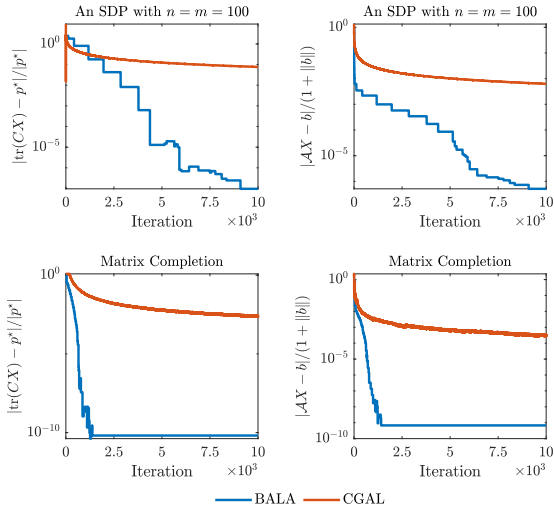 An SDP with n = m = 100
An SDP with n = m = 100
|tr(CX) − p*|/|p*|
10^0
10^−5
0 2.5 5 7.5 10
Iteration ×10^3
|𝒜X − b|/(1 + ||b||)
10^0
10^−5
0 2.5 5 7.5 10
Iteration ×10^3
Matrix Completion
Matrix Completion
|tr(CX) − p*|/|p*|
10^0
10^−10
0 2.5 5 7.5 10
Iteration ×10^3
|𝒜X − b|/(1 + ||b||)
10^0
10^−5
10^−10
0 2.5 5 7.5 10
Iteration ×10^3
BALA CGAL